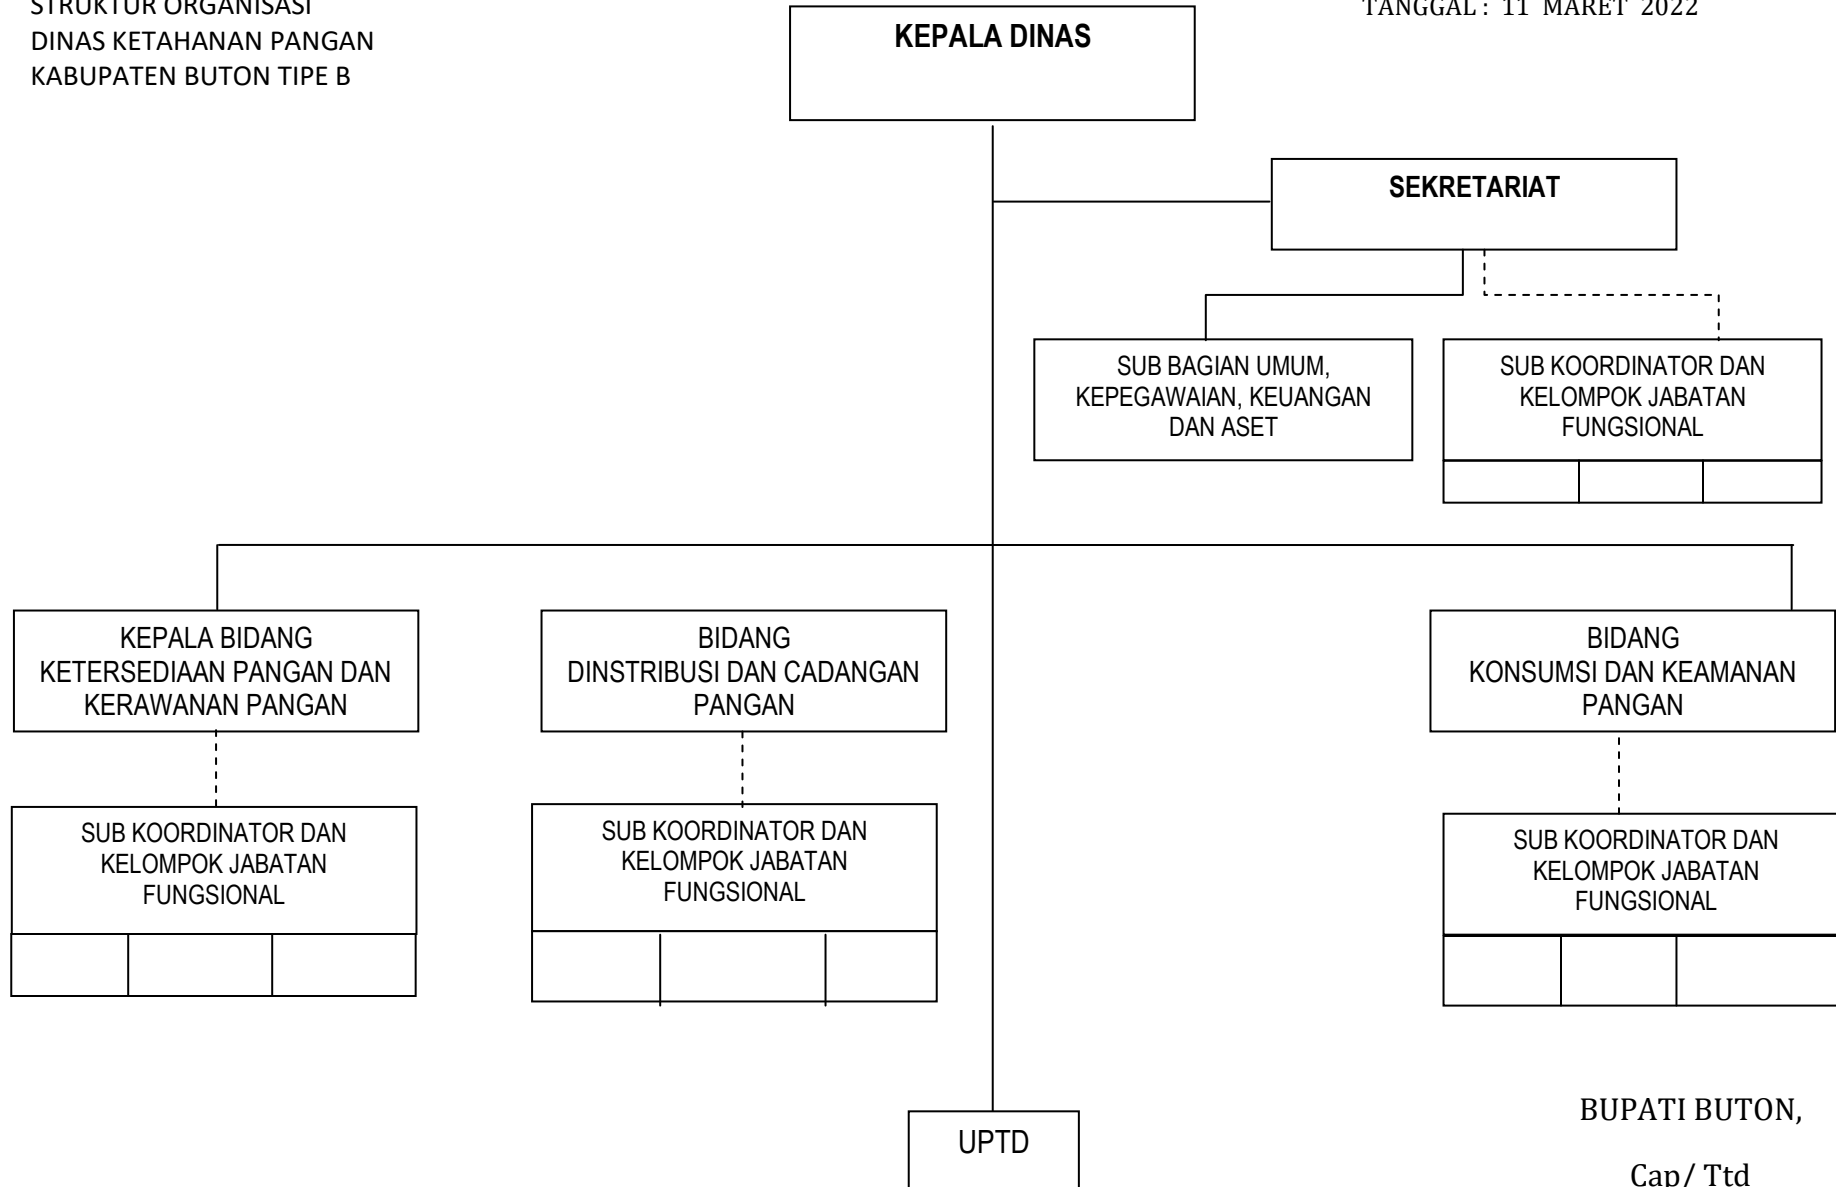 STRUKTUR ORGANISASI
DINAS KETAHANAN PANGAN
KABUPATEN BUTON TIPE B
TANGGAL : 11 MARET 2022
KEPALA DINAS
SEKRETARIAT
SUB BAGIAN UMUM,
KEPEGAWAIAN, KEUANGAN
DAN ASET
SUB KOORDINATOR DAN
KELOMPOK JABATAN
FUNGSIONAL
KEPALA BIDANG
KETERSEDIAAN PANGAN DAN
KERAWANAN PANGAN
BIDANG
DINSTRIBUSI DAN CADANGAN
PANGAN
BIDANG
KONSUMSI DAN KEAMANAN
PANGAN
SUB KOORDINATOR DAN
KELOMPOK JABATAN
FUNGSIONAL
SUB KOORDINATOR DAN
KELOMPOK JABATAN
FUNGSIONAL
SUB KOORDINATOR DAN
KELOMPOK JABATAN
FUNGSIONAL
UPTD
BUPATI BUTON,
Cap/ Ttd